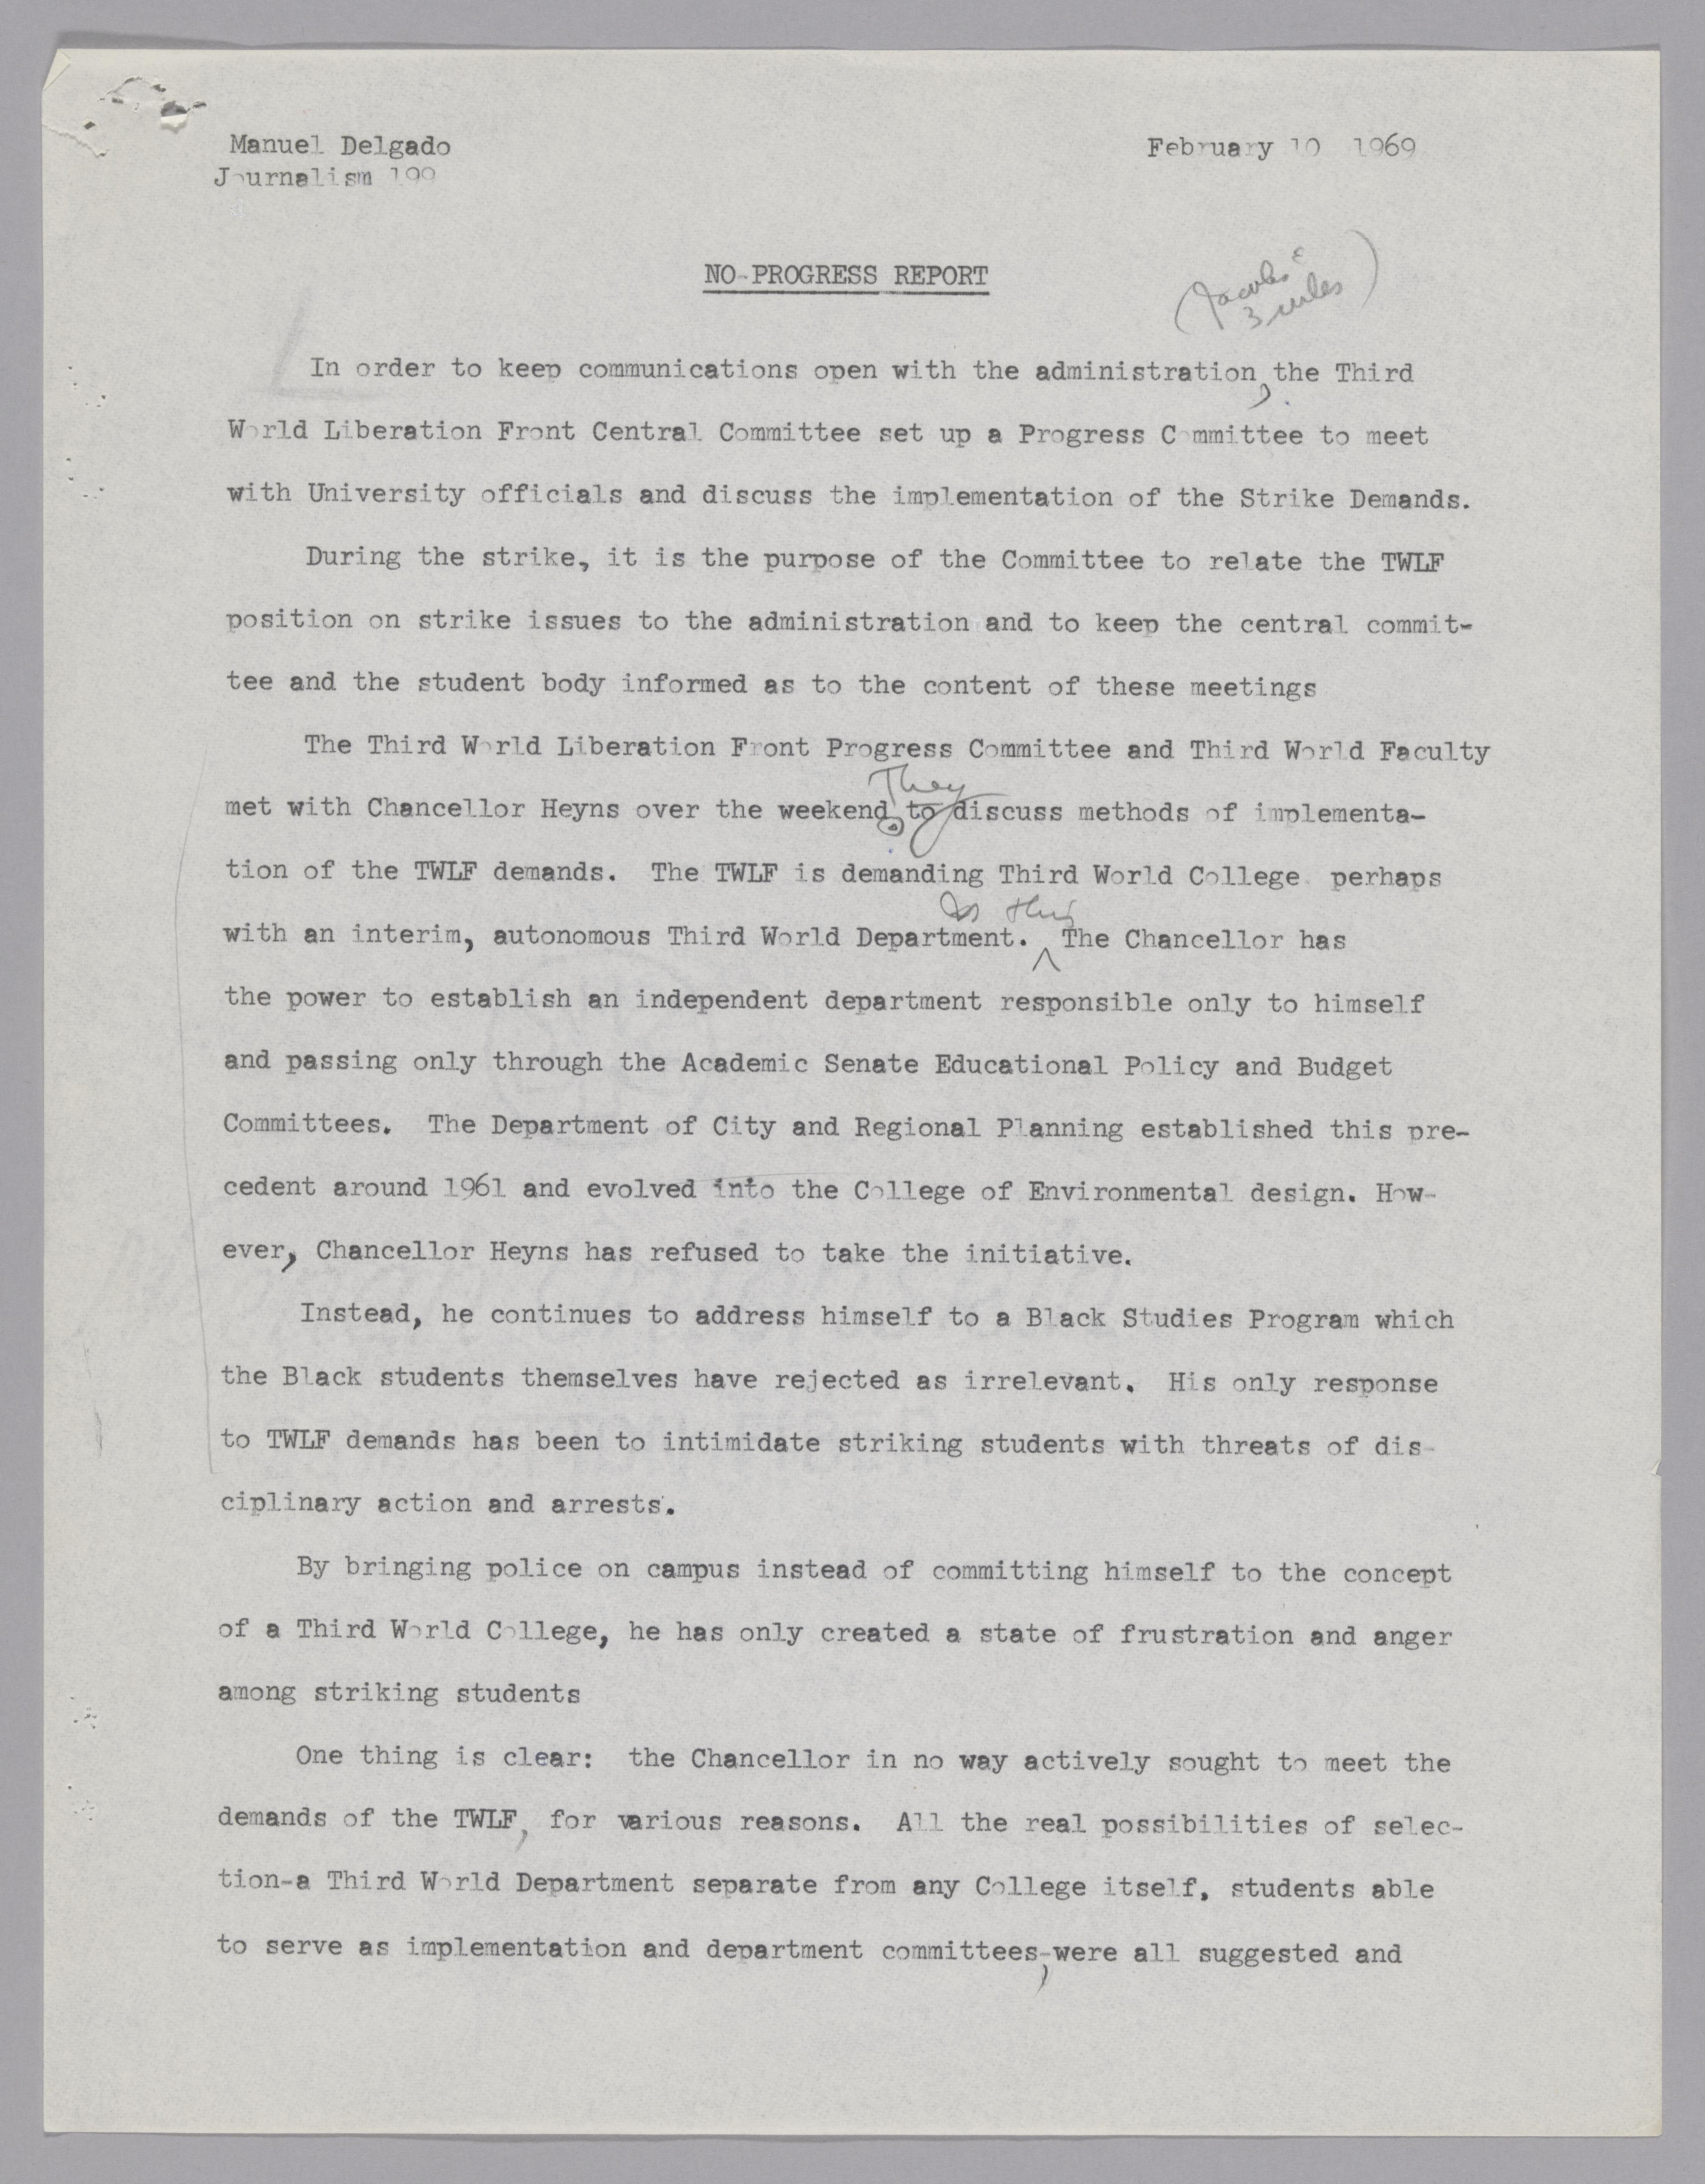 Manuel Delgado
February 10 1969
Journalism 199
NO-PROGRESS REPORT
3 rules
In order to keep communications open with the administration, the Third
World Liberation Front Central Committee set up a Progress Committee to meet
with University officials and discuss the implementation of the Strike Demands.
During the strike, it is the purpose of the Committee to relate the TWLF
position on strike issues to the administration and to keep the central commit-
tee and the student body informed as to the content of these meetings
The Third World Liberation Front Progress Committee and Third World Faculty
They
met with Chancellor Heyns over the weekend to discuss methods of implementa-
tion of the TWLF demands. The TWLF is demanding Third World College perhaps
this
with an interim, autonomous Third World Department. The Chancellor has
the power to establish an independent department responsible only to himself
and passing only through the Academic Senate Educational Policy and Budget
Committees. The Department of City and Regional Planning established this pre-
cedent around 1961 and evolved into the College of Environmental design. How-
ever, Chancellor Heyns has refused to take the initiative.
Instead, he continues to address himself to a Black Studies Program which
the Black students themselves have rejected as irrelevant. His only response
to TWLF demands has been to intimidate striking students with threats of dis-
ciplinary action and arrests.
By bringing police on campus instead of committing himself to the concept
of a Third World College, he has only created a state of frustration and anger
among striking students
One thing is clear: the Chancellor in no way actively sought to meet the
demands of the TWLF, for various reasons. All the real possibilities of selec-
tion-a Third World Department separate from any College itself, students able
to serve as implementation and department committees,-were all suggested and